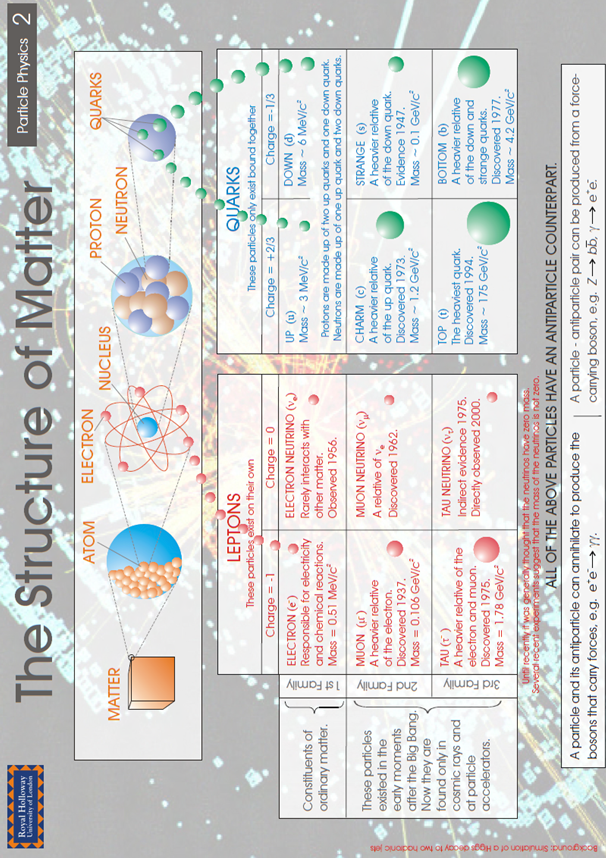 Royal Holloway
University of London
The Structure of Matter
Particle Physics 2
MATTER
ATOM
ELECTRON
NUCLEUS
PROTON
NEUTRON
QUARKS
LEPTONS
These particles exist on their own
Charge = -1
Charge = 0
QUARKS
These particles only exist bound together
Charge = +2/3
Charge = -1/3
Constituents of
ordinary matter.
1st Family
ELECTRON (e⁻)
Responsible for electricity
and chemical reactions.
Mass = 0.51 MeV/c²
ELECTRON NEUTRINO (νₑ)
Rarely interacts with
other matter.
Observed 1956.
UP (u)
Mass ~ 3 MeV/c²
DOWN (d)
Mass ~ 6 MeV/c²
Protons are made up of two up quarks and one down quark.
Neutrons are made up of one up quark and two down quarks.
These particles
existed in the
early moments
after the Big Bang.
Now they are
found only in
cosmic rays and
at particle
accelerators.
2nd Family
MUON (μ⁻)
A heavier relative
of the electron.
Discovered 1937.
Mass = 0.106 GeV/c²
MUON NEUTRINO (νμ)
A relative of νₑ
Discovered 1962.
CHARM (c)
A heavier relative
of the up quark.
Discovered 1973.
Mass ~ 1.2 GeV/c²
STRANGE (s)
A heavier relative
of the down quark.
Evidence 1947.
Mass ~ 0.1 GeV/c²
3rd Family
TAU (τ⁻)
A heavier relative of the
electron and muon.
Discovered 1975.
Mass = 1.78 GeV/c²
TAU NEUTRINO (ντ)
Indirect evidence 1975.
Directly observed 2000.
TOP (t)
The heaviest quark.
Discovered 1994.
Mass ~ 175 GeV/c²
BOTTOM (b)
A heavier relative
of the down and
strange quarks.
Discovered 1977.
Mass ~ 4.2 GeV/c²
Until recently it was generally thought that the neutrinos have zero mass.
Several recent experiments suggest that the mass of the neutrinos is not zero.
ALL OF THE ABOVE PARTICLES HAVE AN ANTIPARTICLE COUNTERPART.
A particle and its antiparticle can annihilate to produce the
bosons that carry forces, e.g. e⁺e⁻ → γγ.
A particle - antiparticle pair can be produced from a force-
carrying boson, e.g. Z → bb̄, γ → e⁺e⁻.
Background: Simulation of a Higgs decay to two hadronic jets